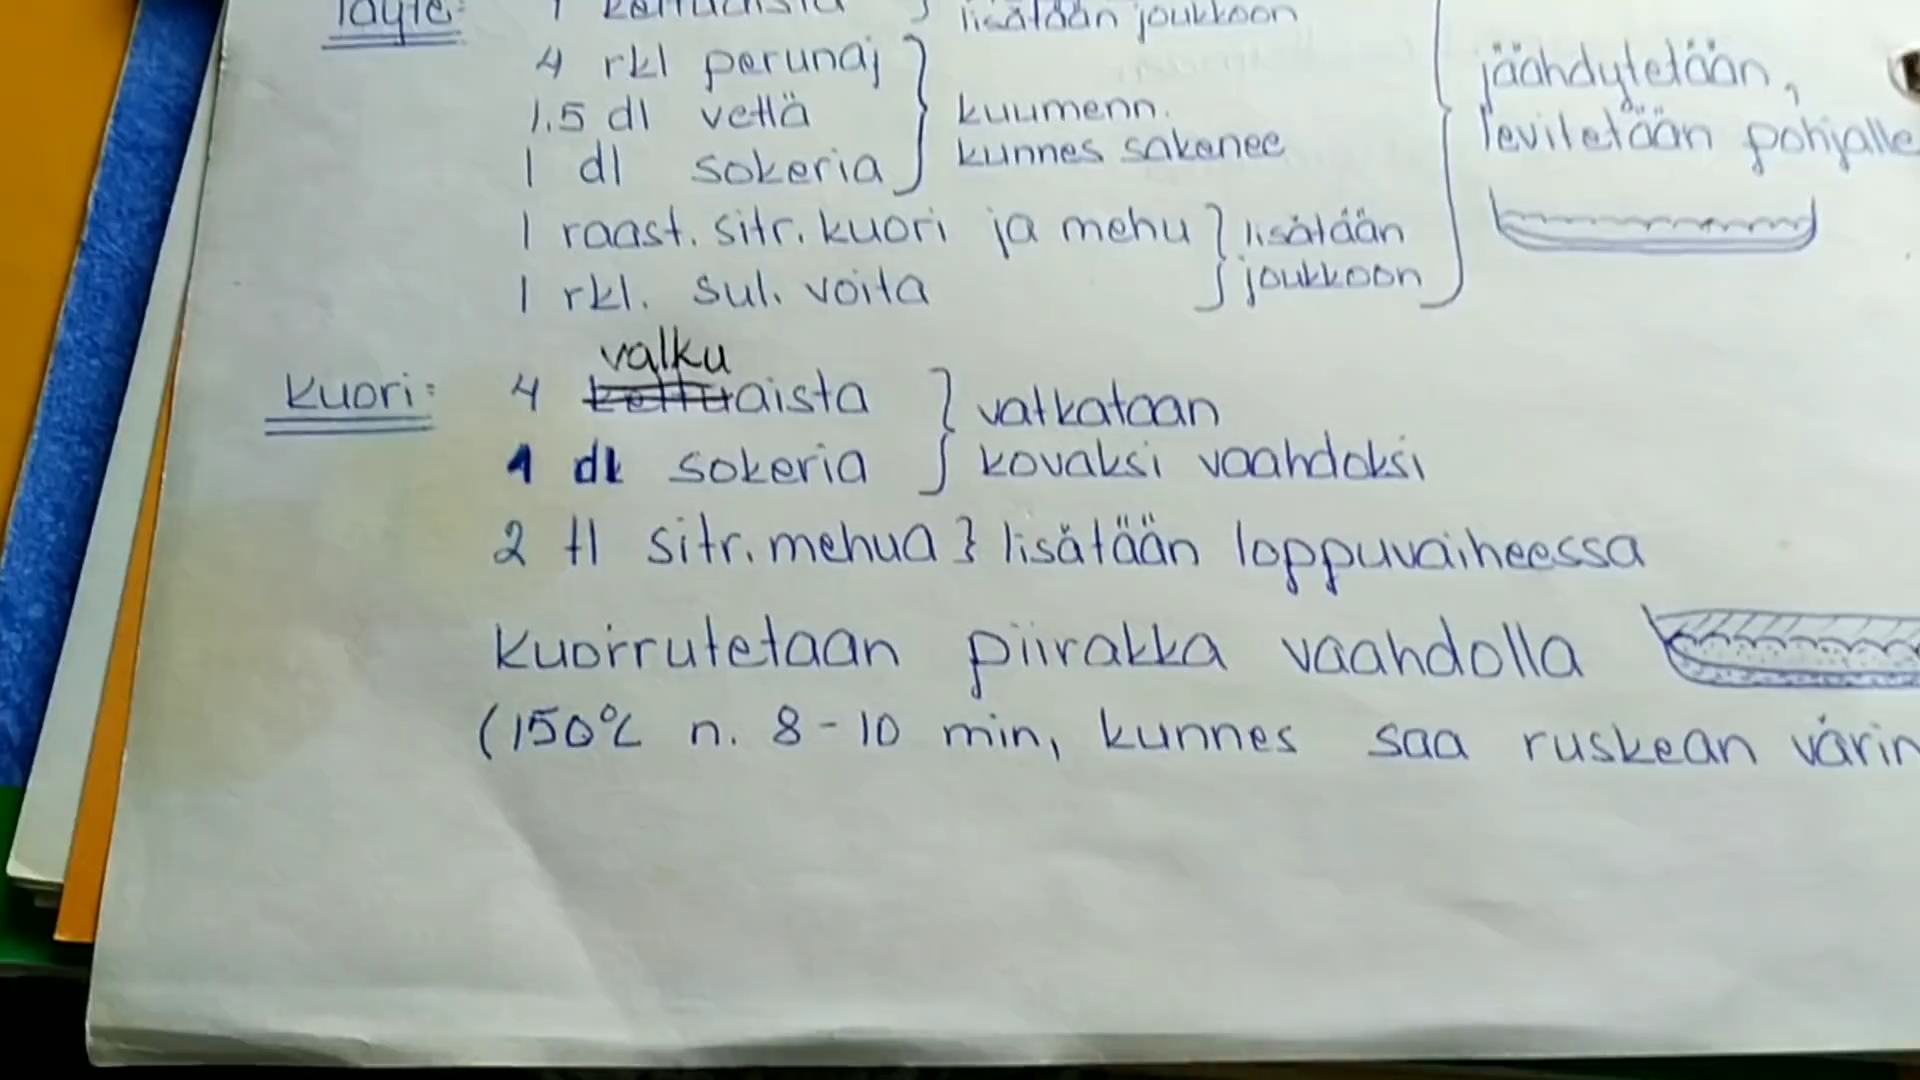 Täyte: keltuaista } lisätään joukkoon
4 rkl perunaj
1.5 dl vettä } kuumenn.
1 dl sokeria kunnes sakenee
jäähdytetään,
levitetään pohjalle
1 raast. sitr. kuori ja mehu } lisätään
1 rkl. sul. voita joukkoon
valku
Kuori: 4 keltuaista } vatkataan
1 dl sokeria kovaksi vaahdoksi
2 tl sitr. mehua } lisätään loppuvaiheessa
Kuorrutetaan piirakka vaahdolla
(150°C n. 8-10 min, kunnes saa ruskean värin